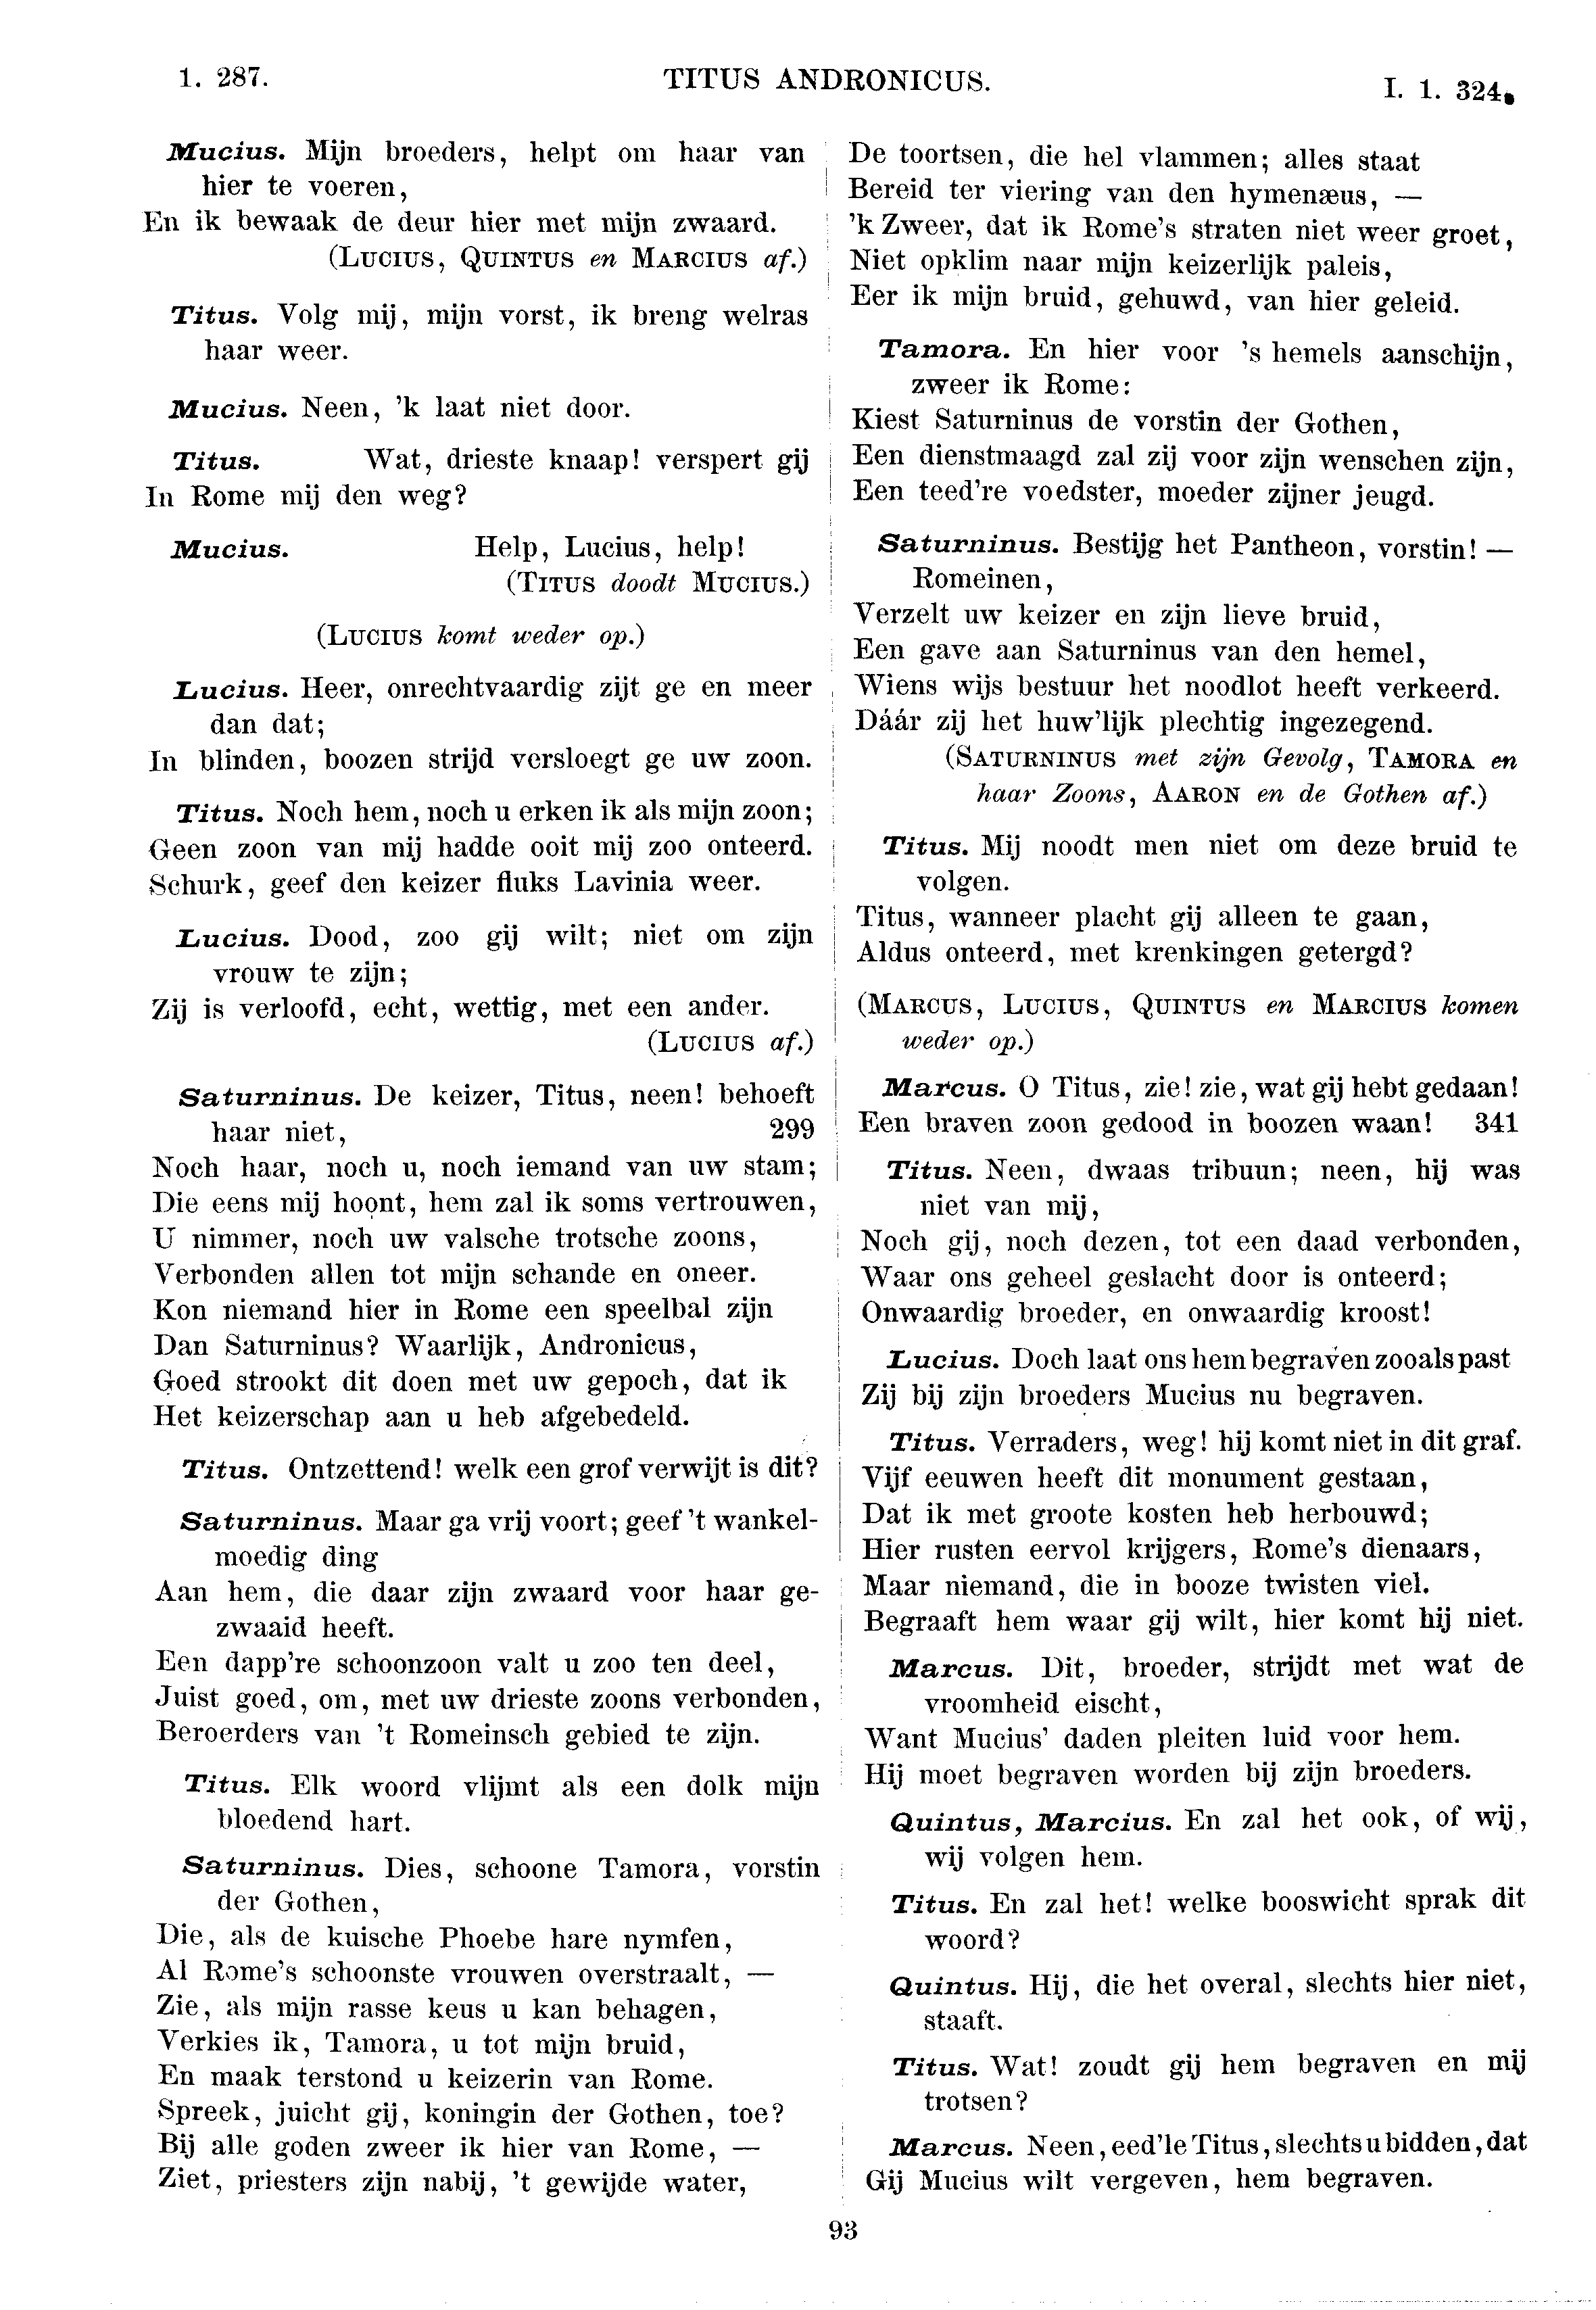 1. 287.
TITUS ANDRONICUS.
I. 1. 324.
Mucius. Mijn broeders, helpt om haar van
hier te voeren,
En ik bewaak de deur hier met mijn zwaard.
(LUCIUS, QUINTUS en MARCIUS af.)
Titus. Volg mij, mijn vorst, ik breng welras
haar weer.
Mucius. Neen, 'k laat niet door.
Titus. Wat, drieste knaap! verspert gij
In Rome mij den weg?
Mucius. Help, Lucius, help!
(TITUS doodt MUCIUS.)
(LUCIUS komt weder op.)
Lucius. Heer, onrechtvaardig zijt ge en meer
dan dat;
In blinden, boozen strijd versloegt ge uw zoon.
Titus. Noch hem, noch u erken ik als mijn zoon;
Geen zoon van mij hadde ooit mij zoo onteerd.
Schurk, geef den keizer fluks Lavinia weer.
Lucius. Dood, zoo gij wilt; niet om zijn
vrouw te zijn;
Zij is verloofd, echt, wettig, met een ander.
(LUCIUS af.)
Saturninus. De keizer, Titus, neen! behoeft
haar niet, 299
Noch haar, noch u, noch iemand van uw stam;
Die eens mij hoont, hem zal ik soms vertrouwen,
U nimmer, noch uw valsche trotsche zoons,
Verbonden allen tot mijn schande en oneer.
Kon niemand hier in Rome een speelbal zijn
Dan Saturninus? Waarlijk, Andronicus,
Goed strookt dit doen met uw gepoch, dat ik
Het keizerschap aan u heb afgebedeld.
Titus. Ontzettend! welk een grof verwijt is dit?
Saturninus. Maar ga vrij voort; geef 't wankel-
moedig ding
Aan hem, die daar zijn zwaard voor haar ge-
zwaaid heeft.
Een dapp're schoonzoon valt u zoo ten deel,
Juist goed, om, met uw drieste zoons verbonden,
Beroerders van 't Romeinsch gebied te zijn.
Titus. Elk woord vlijmt als een dolk mijn
bloedend hart.
Saturninus. Dies, schoone Tamora, vorstin
der Gothen,
Die, als de kuische Phoebe hare nymfen,
Al Rome's schoonste vrouwen overstraalt, —
Zie, als mijn rasse keus u kan behagen,
Verkies ik, Tamora, u tot mijn bruid,
En maak terstond u keizerin van Rome.
Spreek, juicht gij, koningin der Gothen, toe?
Bij alle goden zweer ik hier van Rome, —
Ziet, priesters zijn nabij, 't gewijde water,
De toortsen, die hel vlammen; alles staat
Bereid ter viering van den hymenæus, —
'k Zweer, dat ik Rome's straten niet weer groet,
Niet opklim naar mijn keizerlijk paleis,
Eer ik mijn bruid, gehuwd, van hier geleid.
Tamora. En hier voor 's hemels aanschijn,
zweer ik Rome:
Kiest Saturninus de vorstin der Gothen,
Een dienstmaagd zal zij voor zijn wenschen zijn,
Een teed're voedster, moeder zijner jeugd.
Saturninus. Bestijg het Pantheon, vorstin! —
Romeinen,
Verzelt uw keizer en zijn lieve bruid,
Een gave aan Saturninus van den hemel,
Wiens wijs bestuur het noodlot heeft verkeerd.
Dáár zij het huw'lijk plechtig ingezegend.
(SATURNINUS met zijn Gevolg, TAMORA en
haar Zoons, AARON en de Gothen af.)
Titus. Mij noodt men niet om deze bruid te
volgen.
Titus, wanneer placht gij alleen te gaan,
Aldus onteerd, met krenkingen getergd?
(MARCUS, LUCIUS, QUINTUS en MARCIUS komen
weder op.)
Marcus. O Titus, zie! zie, wat gij hebt gedaan!
Een braven zoon gedood in boozen waan! 341
Titus. Neen, dwaas tribuun; neen, hij was
niet van mij,
Noch gij, noch dezen, tot een daad verbonden,
Waar ons geheel geslacht door is onteerd;
Onwaardig broeder, en onwaardig kroost!
Lucius. Doch laat ons hem begraven zooals past
Zij bij zijn broeders Mucius nu begraven.
Titus. Verraders, weg! hij komt niet in dit graf.
Vijf eeuwen heeft dit monument gestaan,
Dat ik met groote kosten heb herbouwd;
Hier rusten eervol krijgers, Rome's dienaars,
Maar niemand, die in booze twisten viel.
Begraaft hem waar gij wilt, hier komt hij niet.
Marcus. Dit, broeder, strijdt met wat de
vroomheid eischt,
Want Mucius' daden pleiten luid voor hem.
Hij moet begraven worden bij zijn broeders.
Quintus, Marcius. En zal het ook, of wij,
wij volgen hem.
Titus. En zal het! welke booswicht sprak dit
woord?
Quintus. Hij, die het overal, slechts hier niet,
staaft.
Titus. Wat! zoudt gij hem begraven en mij
trotsen?
Marcus. Neen, eed'le Titus, slechts u bidden, dat
Gij Mucius wilt vergeven, hem begraven.
93